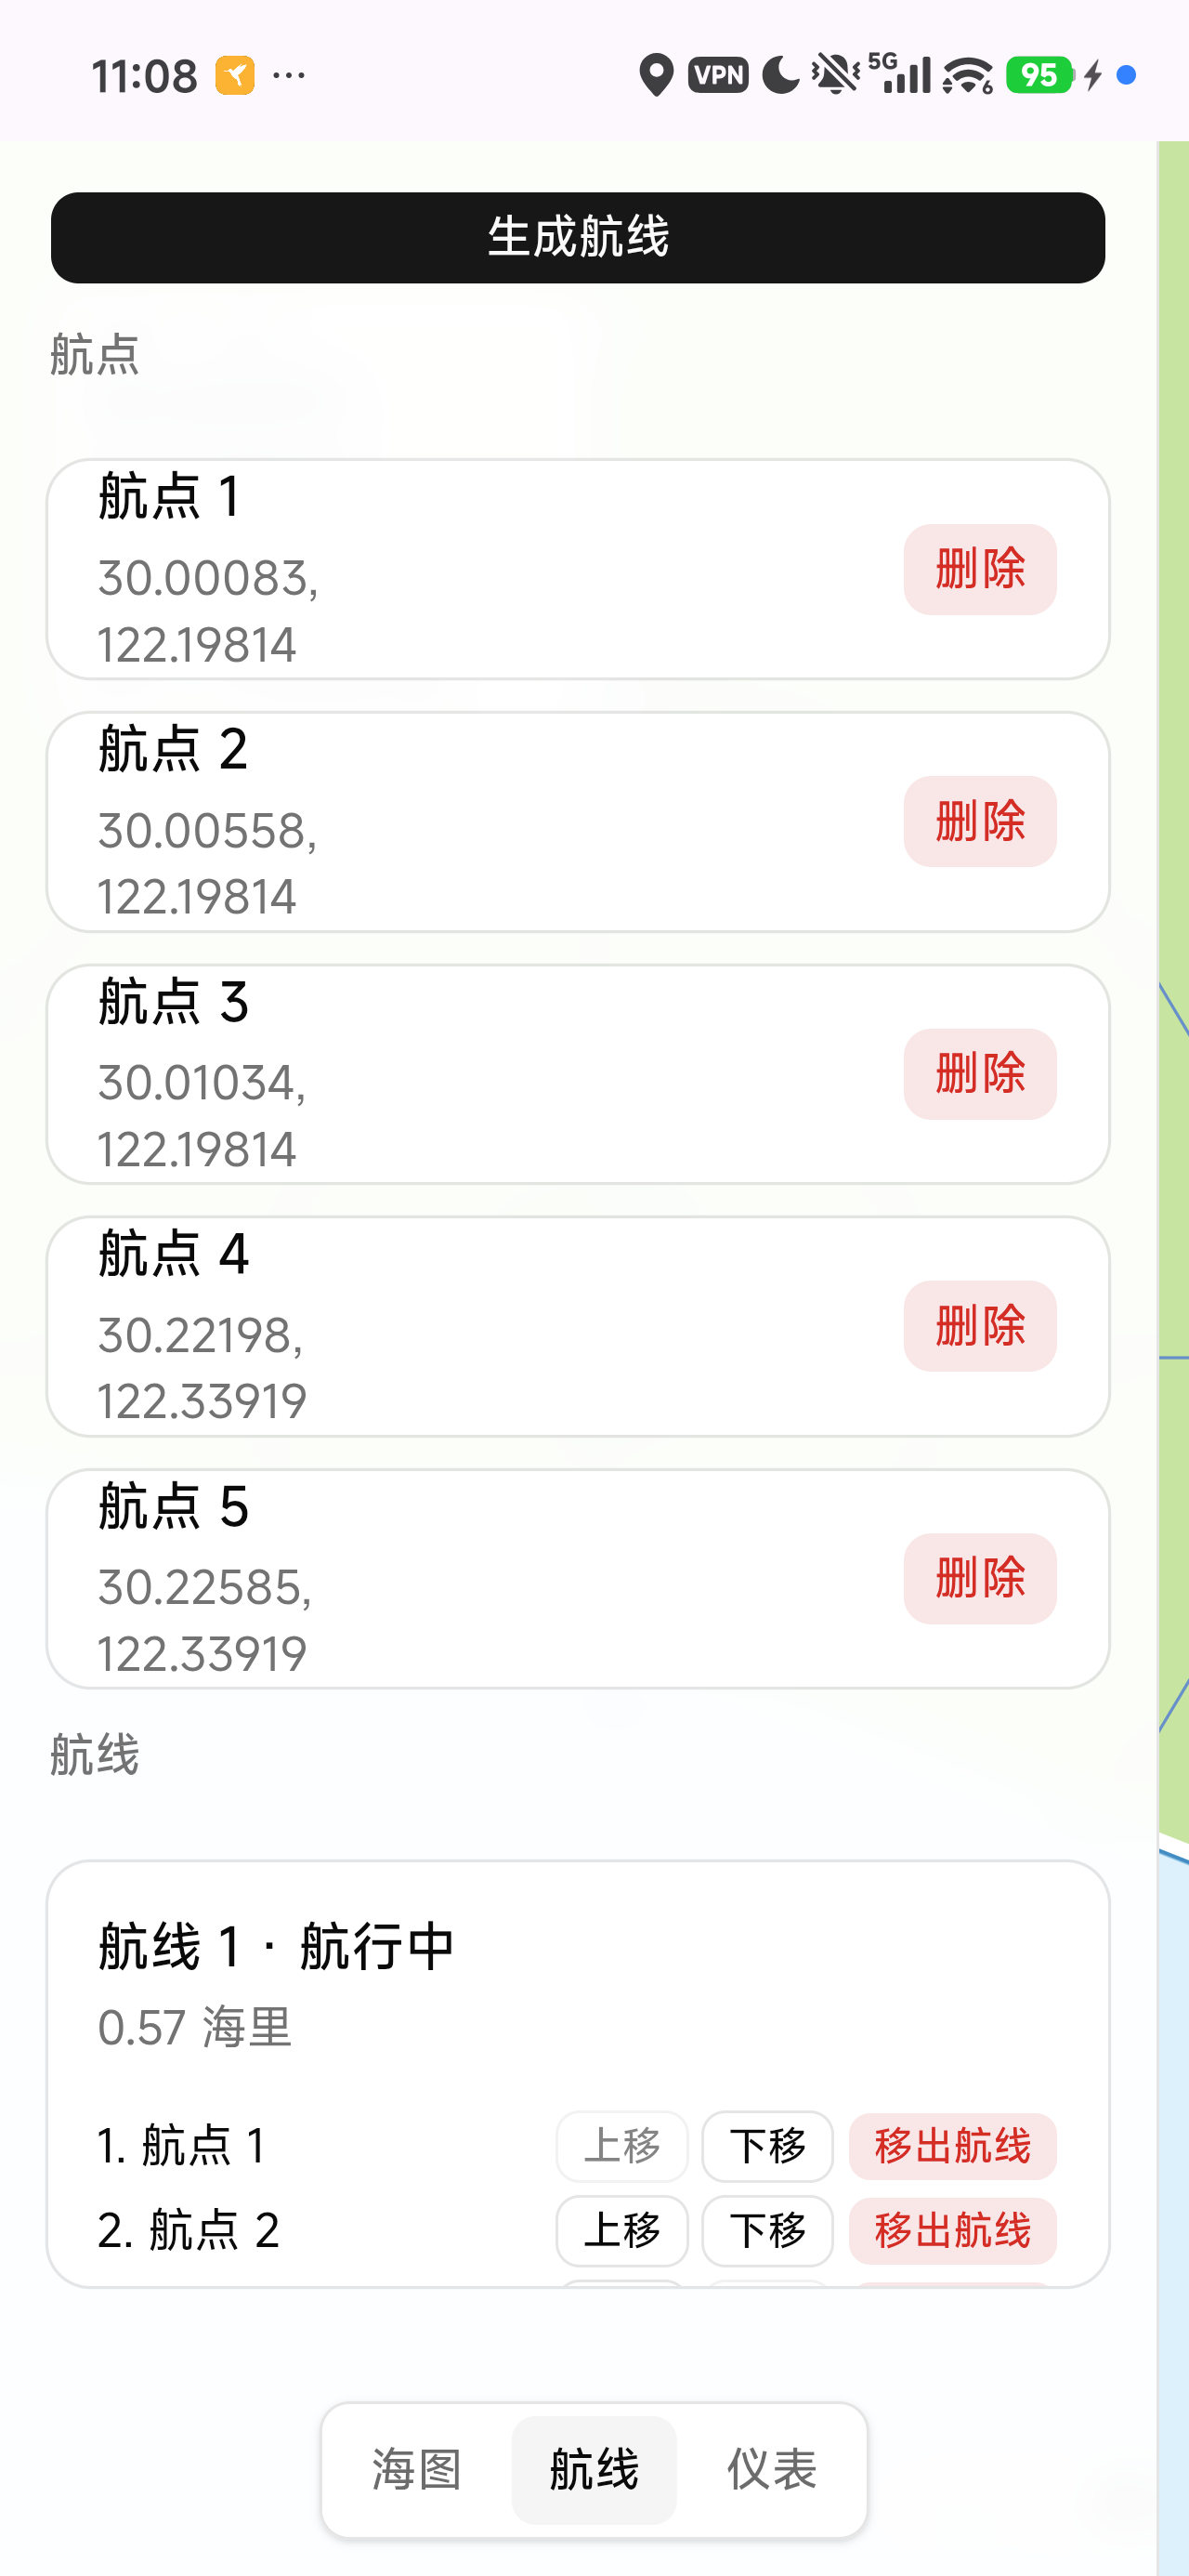 11:08 ... VPN 5G 6 95
生成航线
航点
航点 1
30.00083,
122.19814
删除
航点 2
30.00558,
122.19814
删除
航点 3
30.01034,
122.19814
删除
航点 4
30.22198,
122.33919
删除
航点 5
30.22585,
122.33919
删除
航线
航线 1 · 航行中
0.57 海里
1. 航点 1 上移 下移 移出航线
2. 航点 2 上移 下移 移出航线
海图 航线 仪表